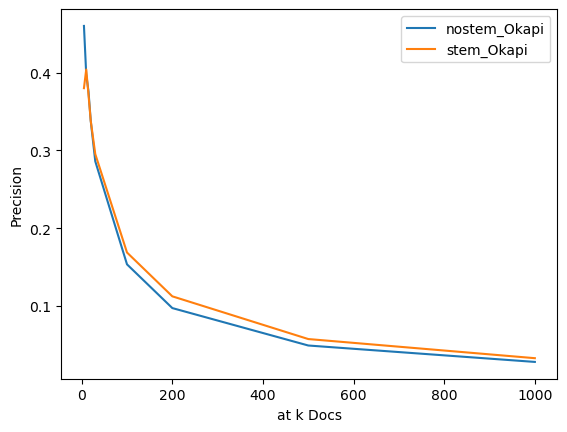 nostem_Okapi
stem_Okapi
0.4
0.3
0.2
0.1
Precision
0 200 400 600 800 1000
at k Docs